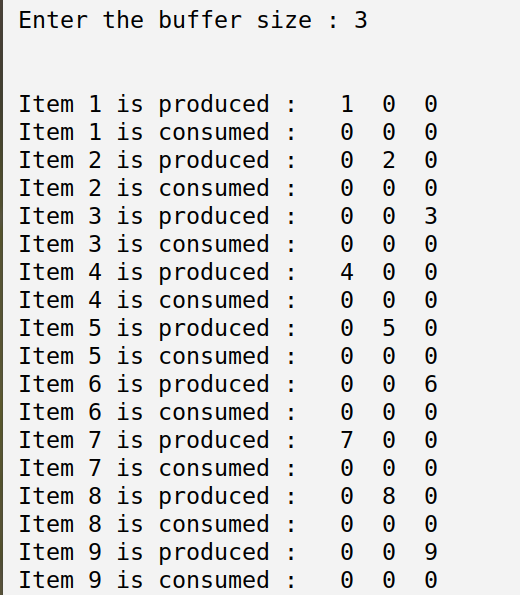 Enter the buffer size : 3
Item 1 is produced :   1  0  0
Item 1 is consumed :   0  0  0
Item 2 is produced :   0  2  0
Item 2 is consumed :   0  0  0
Item 3 is produced :   0  0  3
Item 3 is consumed :   0  0  0
Item 4 is produced :   4  0  0
Item 4 is consumed :   0  0  0
Item 5 is produced :   0  5  0
Item 5 is consumed :   0  0  0
Item 6 is produced :   0  0  6
Item 6 is consumed :   0  0  0
Item 7 is produced :   7  0  0
Item 7 is consumed :   0  0  0
Item 8 is produced :   0  8  0
Item 8 is consumed :   0  0  0
Item 9 is produced :   0  0  9
Item 9 is consumed :   0  0  0